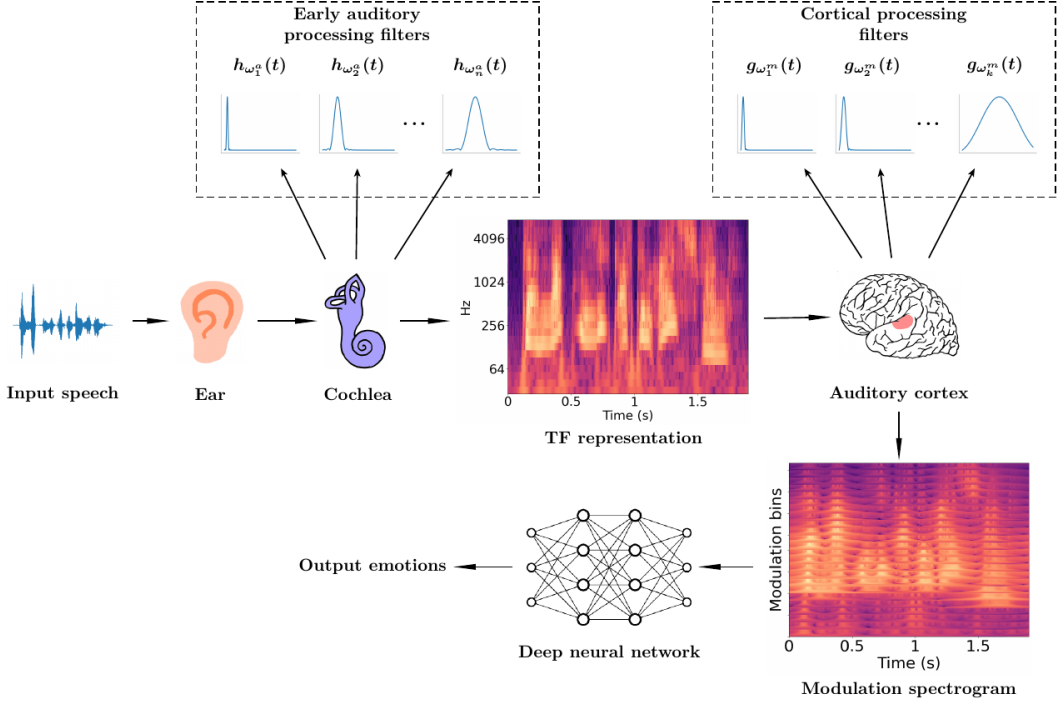 Early auditory
processing filters
h_{ω_1^a}(t) h_{ω_2^a}(t) h_{ω_n^a}(t)
...
Cortical processing
filters
g_{ω_1^m}(t) g_{ω_2^m}(t) g_{ω_k^m}(t)
...
Input speech
Ear
Cochlea
Hz
4096
1024
256
64
0 0.5 1 1.5
Time (s)
TF representation
Auditory cortex
Modulation bins
0 0.5 1 1.5
Time (s)
Modulation spectrogram
Deep neural network
Output emotions